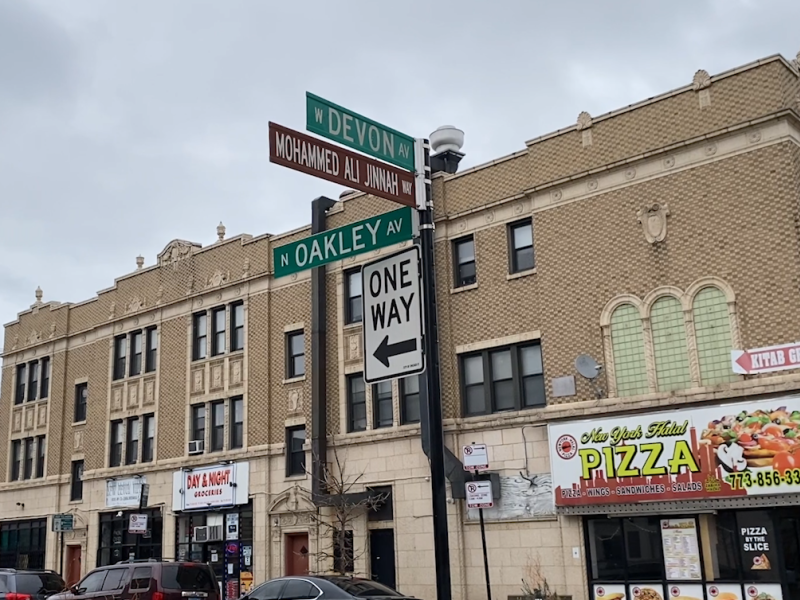 W DEVON AV
MOHAMMED ALI JINNAH WAY
N OAKLEY AV
ONE
WAY
DAY & NIGHT
GROCERIES
KITAB
New York Halal
PIZZA
PIZZA - WINGS - SANDWICHES - SALADS
773-856-33
PIZZA
BY THE
SLICE